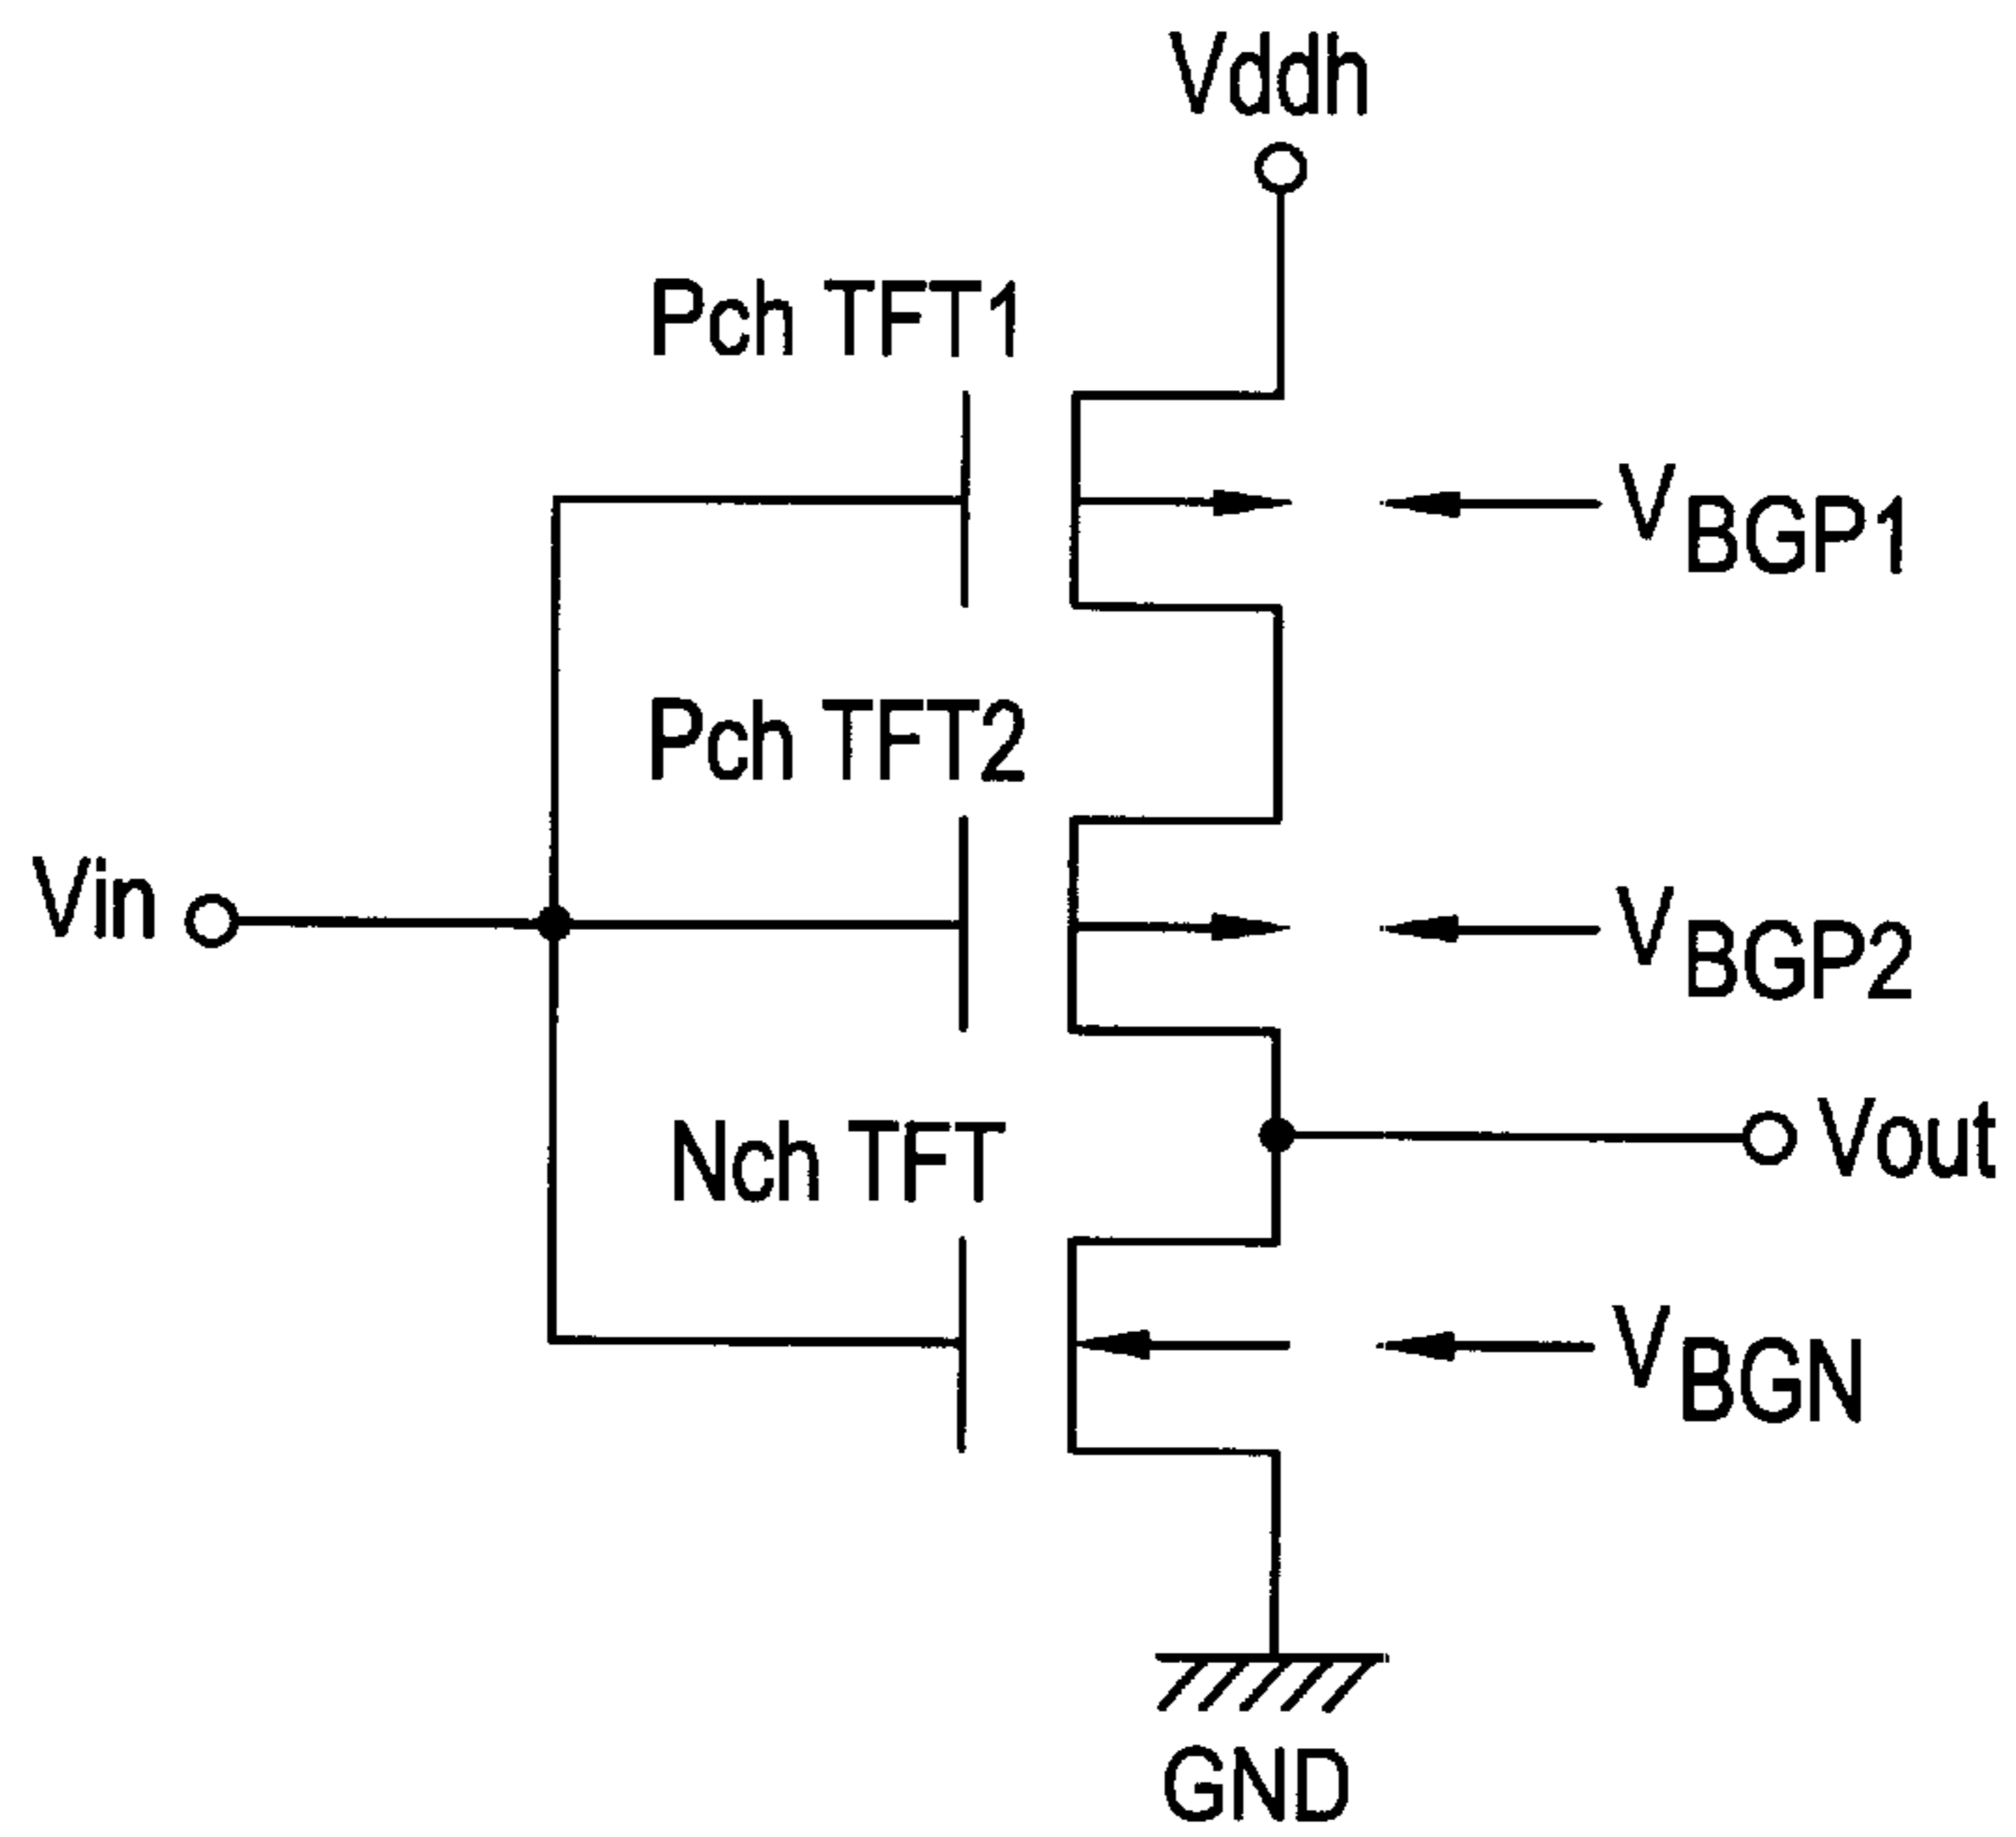 Vddh
Pch TFT1
VBGP1
Pch TFT2
Vin
VBGP2
Vout
Nch TFT
VBGN
GND